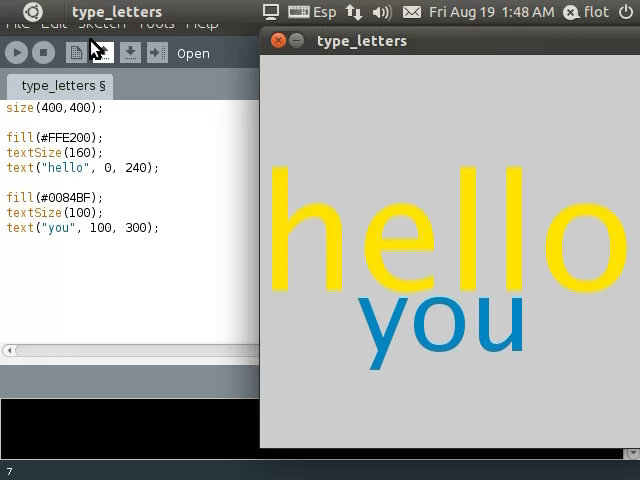 type_letters Esp Fri Aug 19 1:48 AM flot
File Edit Sketch Tools Help
Open
type_letters §
size(400,400);
fill(#FFE200);
textSize(160);
text("hello", 0, 240);
fill(#0084BF);
textSize(100);
text("you", 100, 300);
7
type_letters
hello
you